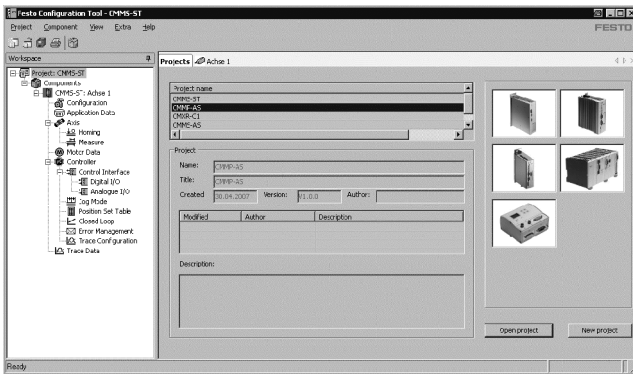 Festo Configuration Tool - CMMS-ST
Project Component View Extra Help
FESTO
Workspace
Projects Achse 1
Project: CMMS-ST
Components
CMMS-ST: Achse 1
Configuration
Application Data
Axis
Homing
Measure
Motor Data
Controller
Control Interface
Digital I/O
Analogue I/O
Jog Mode
Position Set Table
Closed Loop
Error Management
Trace Configuration
Trace Data
Project name
CMMS-ST
CMMP-AS
CMXR-C1
CMMS-AS
Project
Name: CMMP-AS
Title: CMMP-AS
Created 30.04.2007 Version: V1.0.0 Author:
Modified Author Description
Description:
Open project New project
Ready